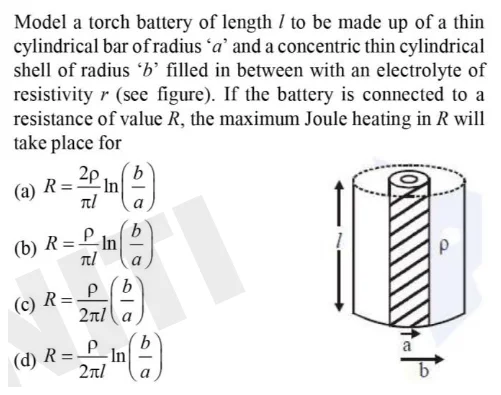 Model a torch battery of length l to be made up of a thin
cylindrical bar of radius ‘a’ and a concentric thin cylindrical
shell of radius ‘b’ filled in between with an electrolyte of
resistivity r (see figure). If the battery is connected to a
resistance of value R, the maximum Joule heating in R will
take place for
(a) R = 2ρ/πl ln(b/a)
(b) R = ρ/πl ln(b/a)
(c) R = ρ/2πl (b/a)
(d) R = ρ/2πl ln(b/a)
l
ρ
a
b